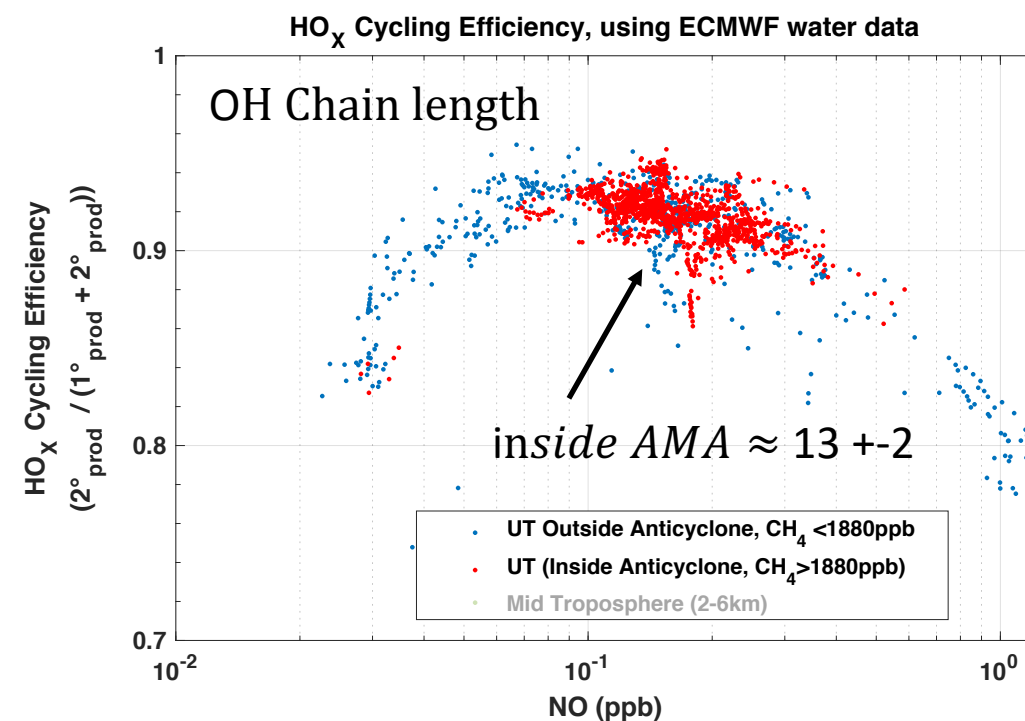 HOX Cycling Efficiency, using ECMWF water data
1
OH Chain length
0.9
0.8
0.7
HOX Cycling Efficiency
(2°prod / (1°prod + 2°prod))
inside AMA ≈ 13 +-2
UT Outside Anticyclone, CH4 <1880ppb
UT (Inside Anticyclone, CH4>1880ppb)
Mid Troposphere (2-6km)
10-2
10-1
100
NO (ppb)